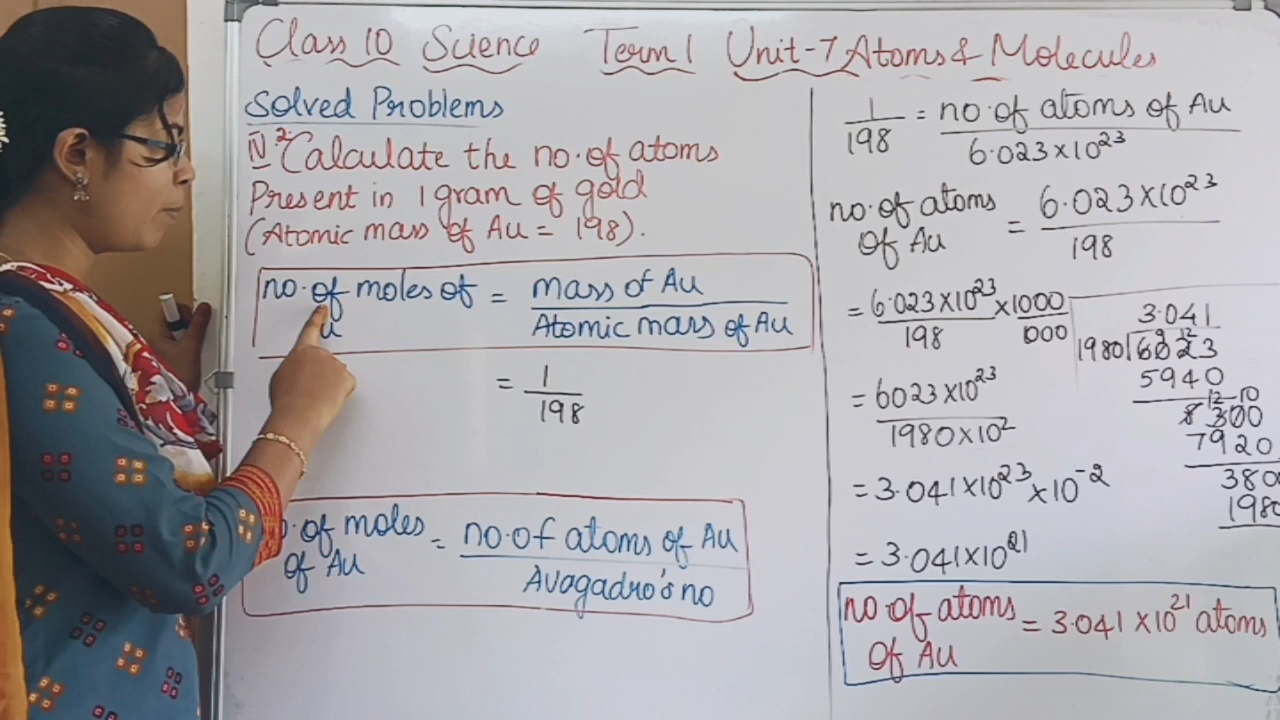 Class 10 Science Term 1 Unit-7 Atoms & Molecules
Solved Problems
IV 2 Calculate the no. of atoms
Present in 1 gram of gold
(Atomic mass of Au = 198).
no. of moles of = mass of Au
u Atomic mass of Au
= 1
198
of moles = no. of atoms of Au
of Au Avagadro's no
1 = no. of atoms of Au
198 6.023×10²³
no. of atoms = 6.023×10²³
of Au 198
= 6.023×10²³ × 1000
198 1000
= 6023×10²³
1980×10²
= 3.041×10²³×10⁻²
= 3.041×10²¹
3.041
1980 6023
5940
8300
7920
380
1980
no. of atoms = 3.041×10²¹ atoms
of Au